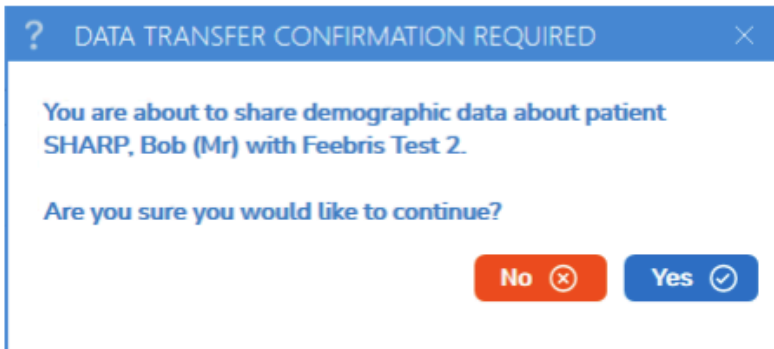 ? DATA TRANSFER CONFIRMATION REQUIRED
You are about to share demographic data about patient
SHARP, Bob (Mr) with Feebris Test 2.
Are you sure you would like to continue?
No
Yes